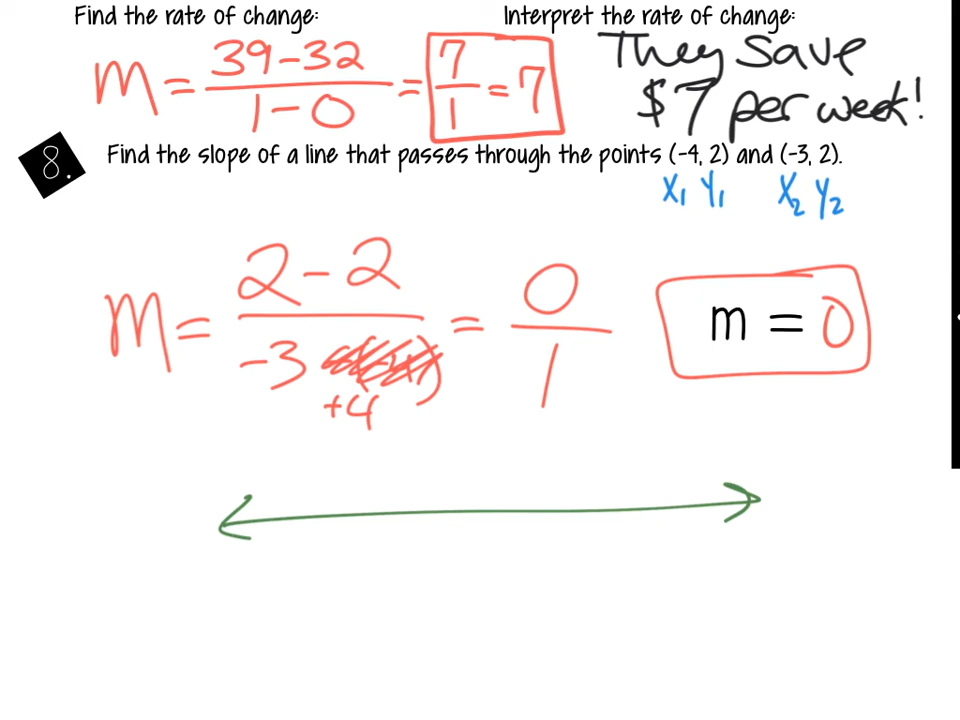 Find the rate of change: Interpret the rate of change:
m = 39-32 / 1-0 = 7/1 = 7 They save
$7 per week!
8. Find the slope of a line that passes through the points (-4, 2) and (-3, 2).
X1 Y1 X2 Y2
m = 2-2 / -3 +4 = 0/1 m = 0